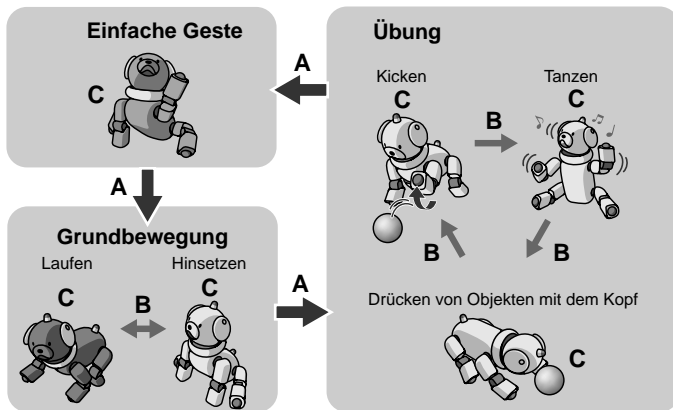 Einfache Geste
C
A
Übung
Kicken
C
B
Tanzen
C
B
B
Drücken von Objekten mit dem Kopf
C
A
Grundbewegung
Laufen
C
B
Hinsetzen
C
A